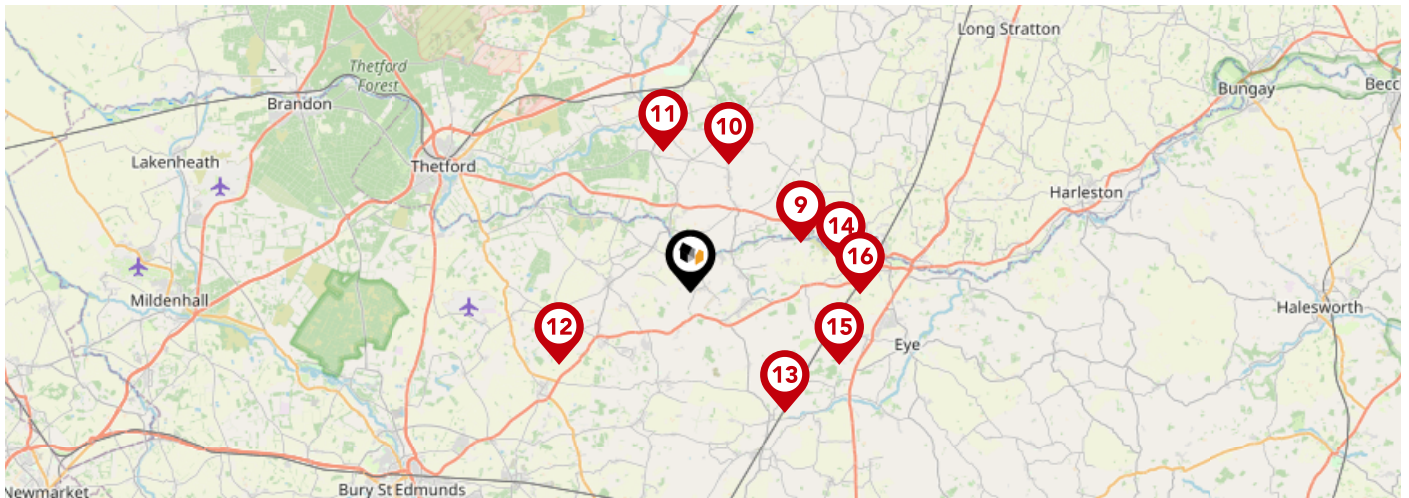 Long Stratton
Thetford
Forest
Bungay
Becc
Brandon
11
10
Lakenheath
Thetford
Harleston
9
14
16
Mildenhall
Halesworth
12
15
Eye
13
Bury St Edmunds
Newmarket